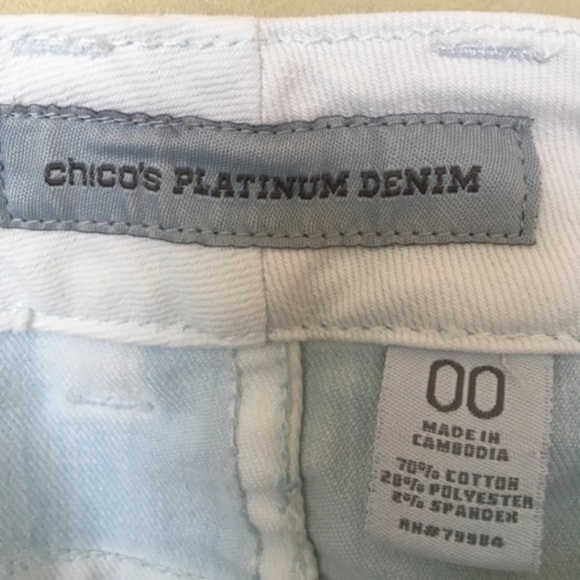 chico's PLATINUM DENIM
00
MADE IN
CAMBODIA
70% COTTON
28% POLYESTER
2% SPANDEX
RN#79984